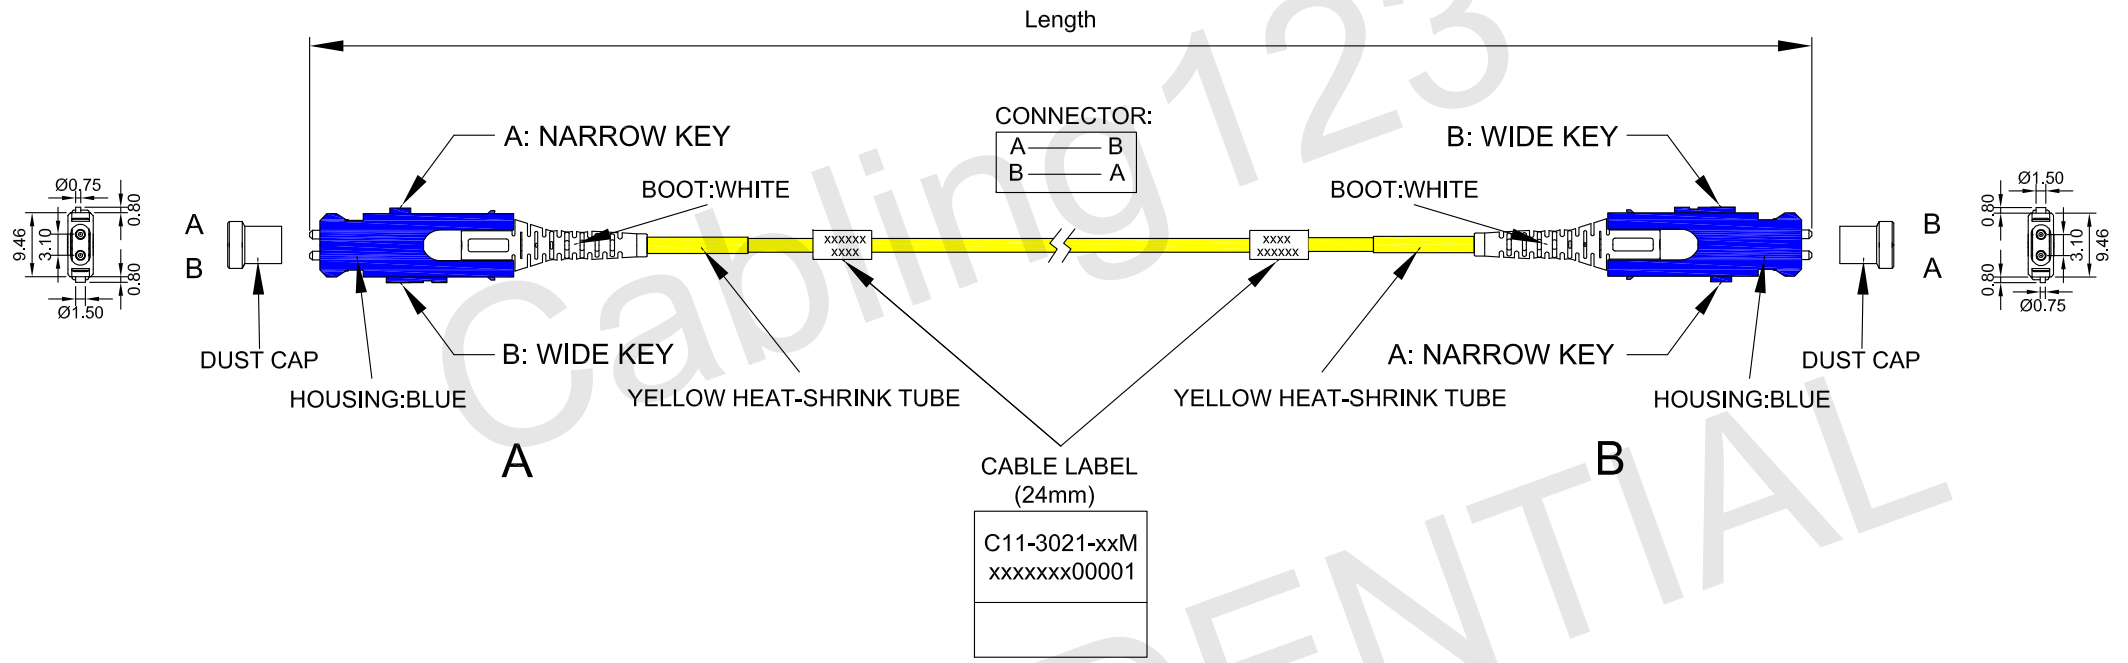 Length
CONNECTOR:
A B
B A
A: NARROW KEY
B: WIDE KEY
BOOT:WHITE
BOOT:WHITE
Ø0.75
0.80
9.46
3.10
0.80
Ø1.50
A
B
xxxxxx
xxxx
xxxx
xxxxxx
B
A
Ø1.50
0.80
3.10
9.46
0.80
Ø0.75
DUST CAP
B: WIDE KEY
A: NARROW KEY
DUST CAP
HOUSING:BLUE
YELLOW HEAT-SHRINK TUBE
YELLOW HEAT-SHRINK TUBE
HOUSING:BLUE
A
B
CABLE LABEL
(24mm)
C11-3021-xxM
xxxxxxx00001
Cabling123
ENTIAL